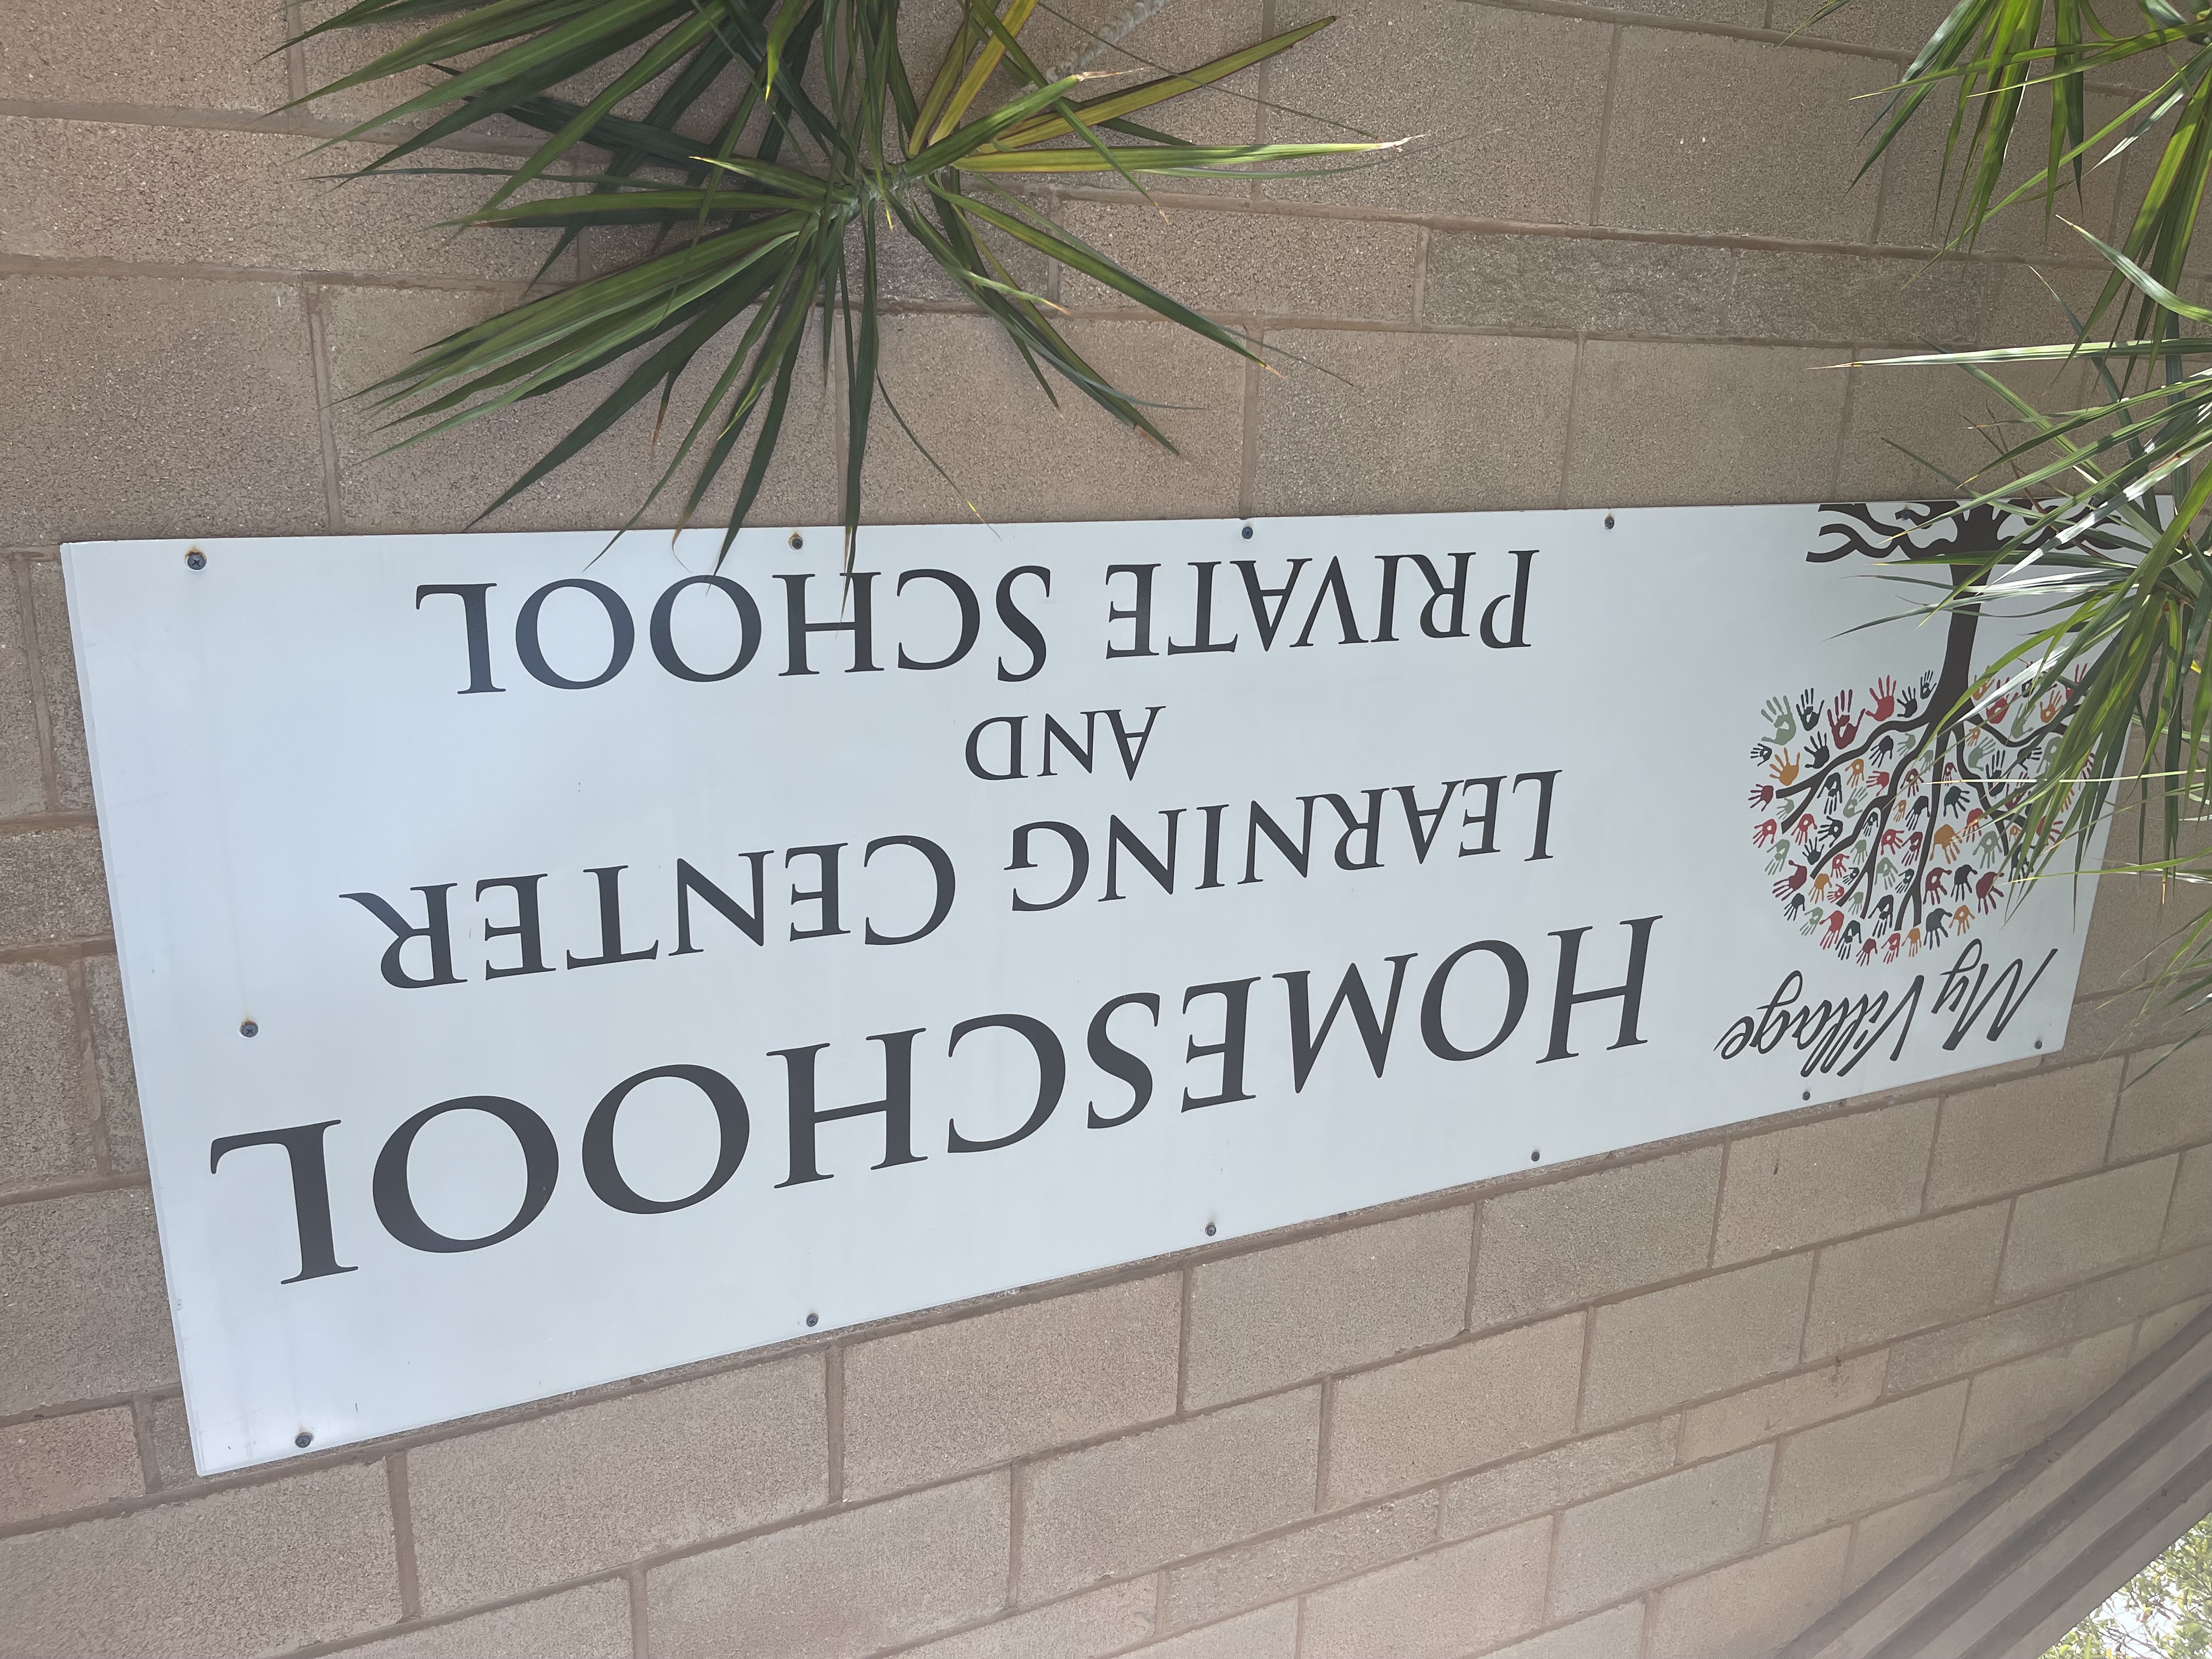 My Village
HOMESCHOOL
LEARNING CENTER
AND
PRIVATE SCHOOL